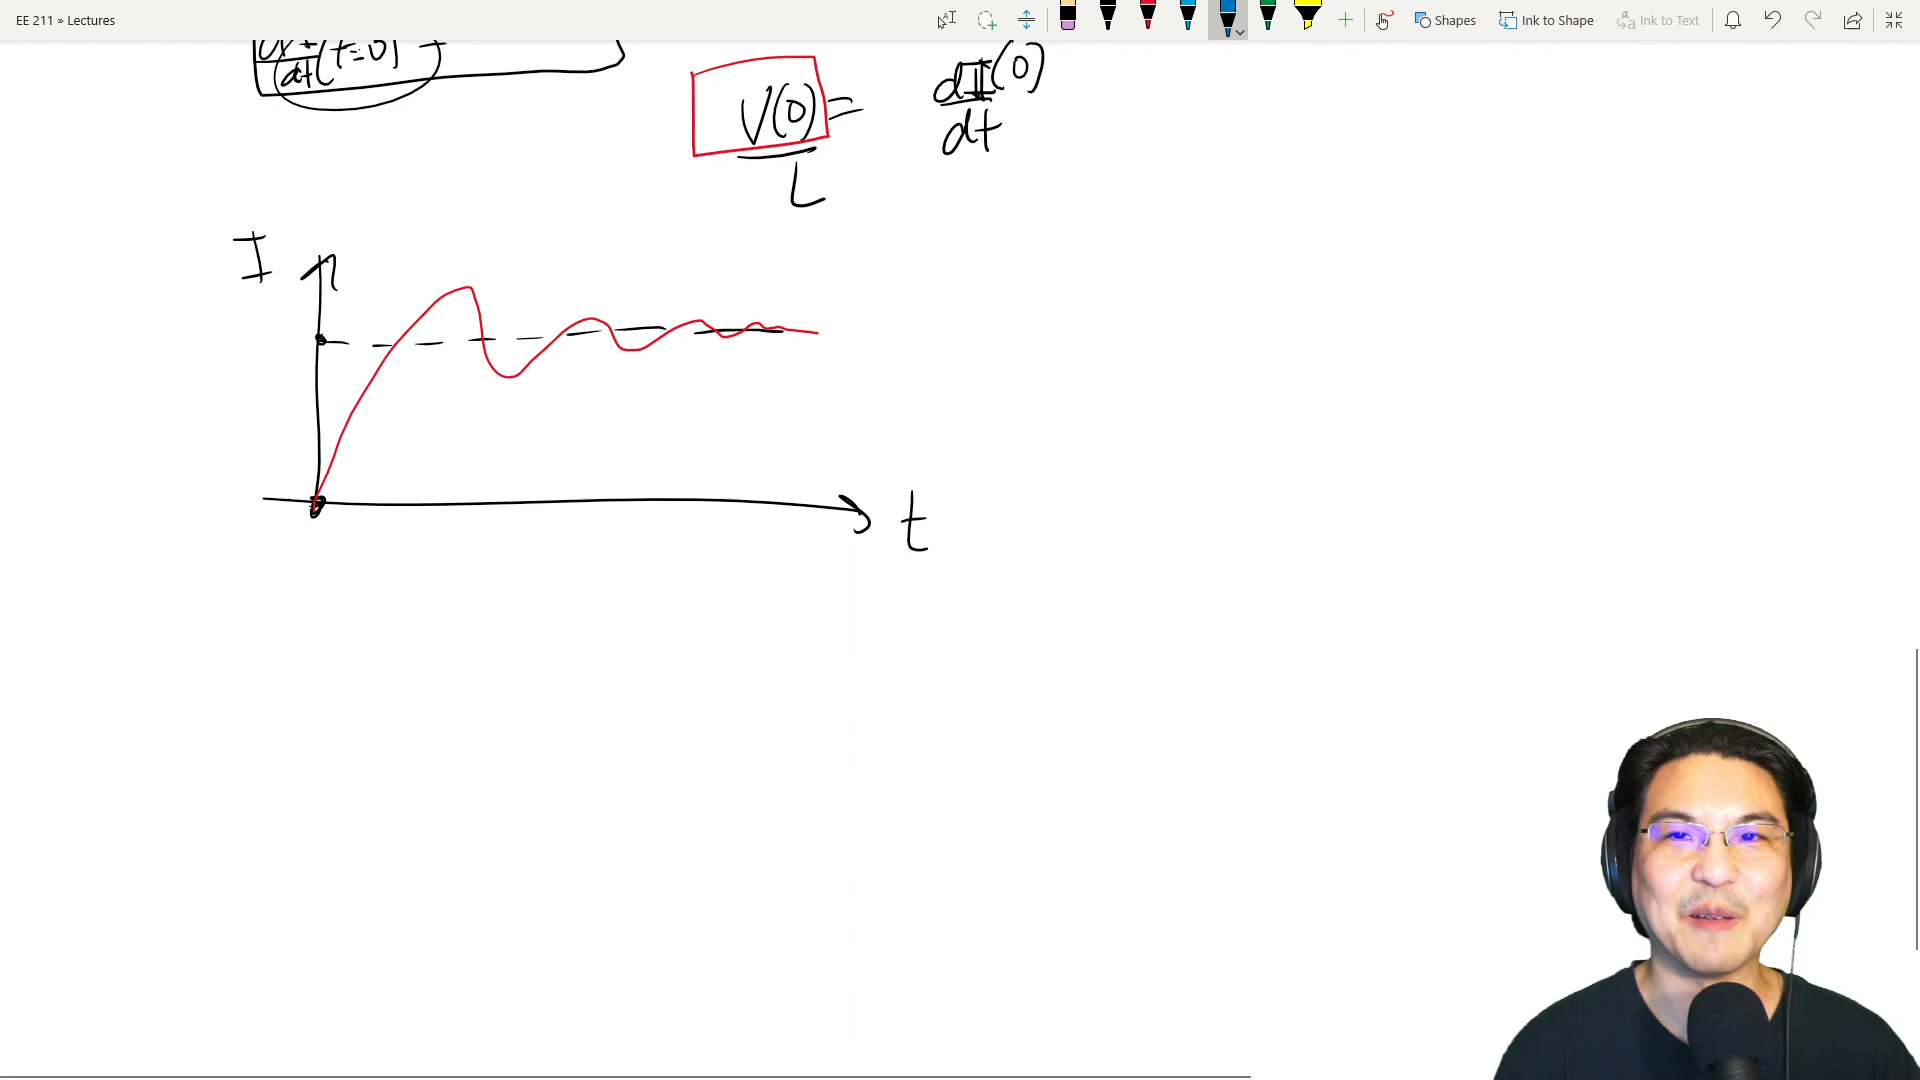 EE 211 » Lectures
Shapes
Ink to Shape
Ink to Text
dt (t=0)
V(0) = dI(0)
L dt
I
t